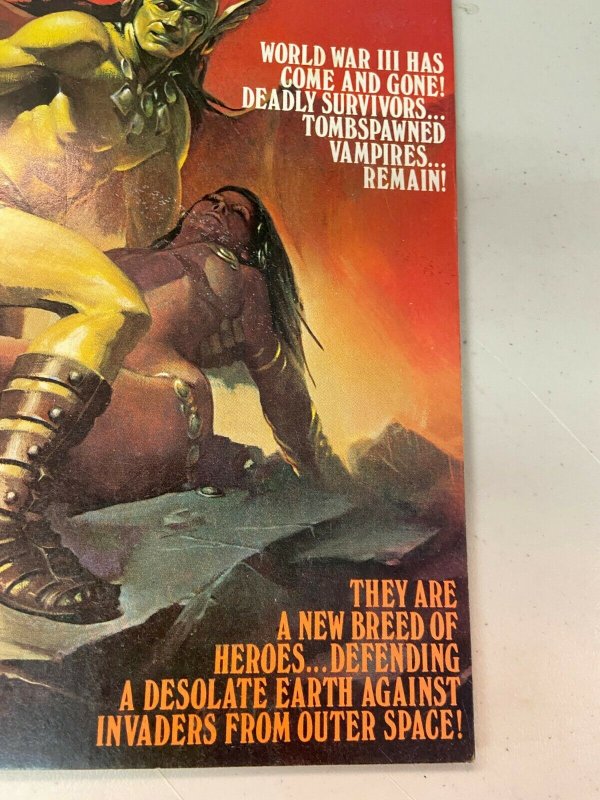 WORLD WAR III HAS
COME AND GONE!
DEADLY SURVIVORS...
TOMBSPAWNED
VAMPIRES...
REMAIN!
THEY ARE
A NEW BREED OF
HEROES...DEFENDING
A DESOLATE EARTH AGAINST
INVADERS FROM OUTER SPACE!